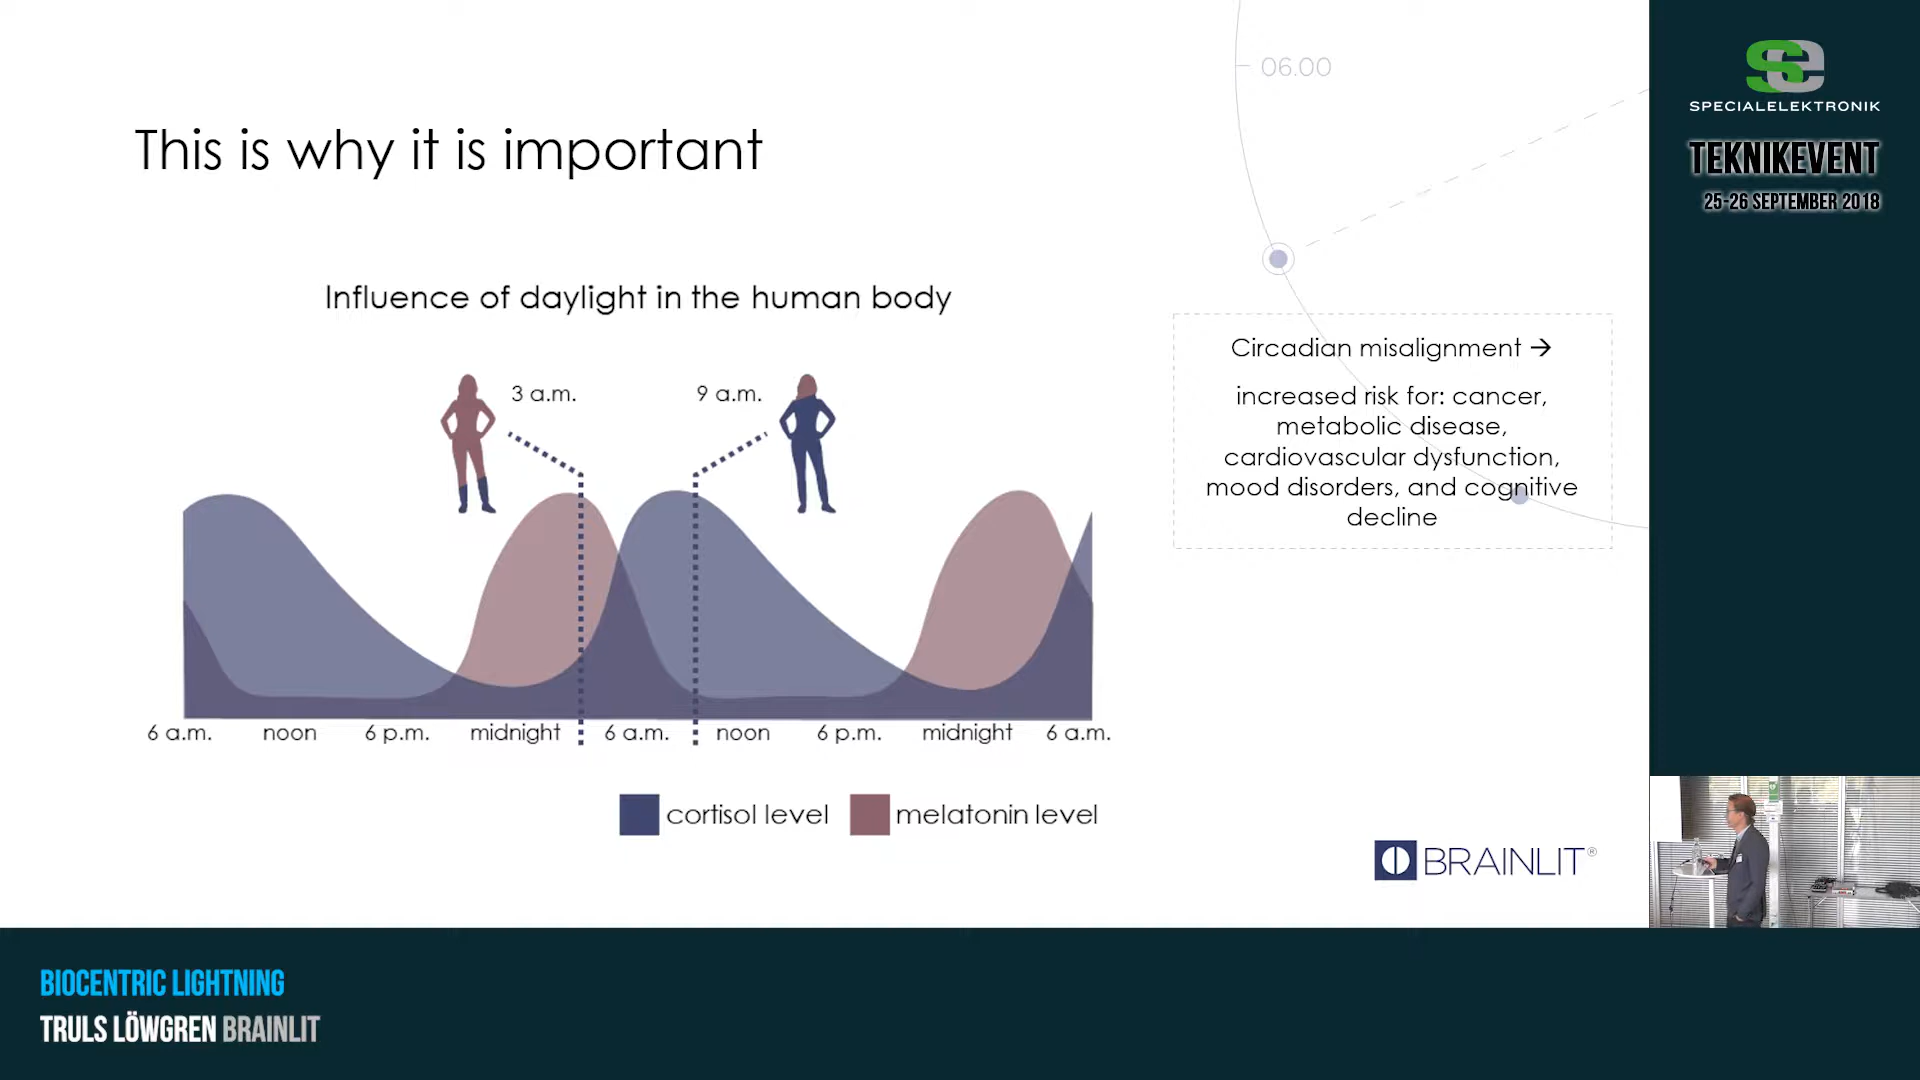 06.00
SPECIALELEKTRONIK
TEKNIKEVENT
25-26 SEPTEMBER 2018
This is why it is important
Influence of daylight in the human body
3 a.m.
9 a.m.
Circadian misalignment →
increased risk for: cancer,
metabolic disease,
cardiovascular dysfunction,
mood disorders, and cognitive
decline
6 a.m. noon 6 p.m. midnight 6 a.m. noon 6 p.m. midnight 6 a.m.
cortisol level melatonin level
BRAINLIT®
BIOCENTRIC LIGHTNING
TRULS LÖWGREN BRAINLIT